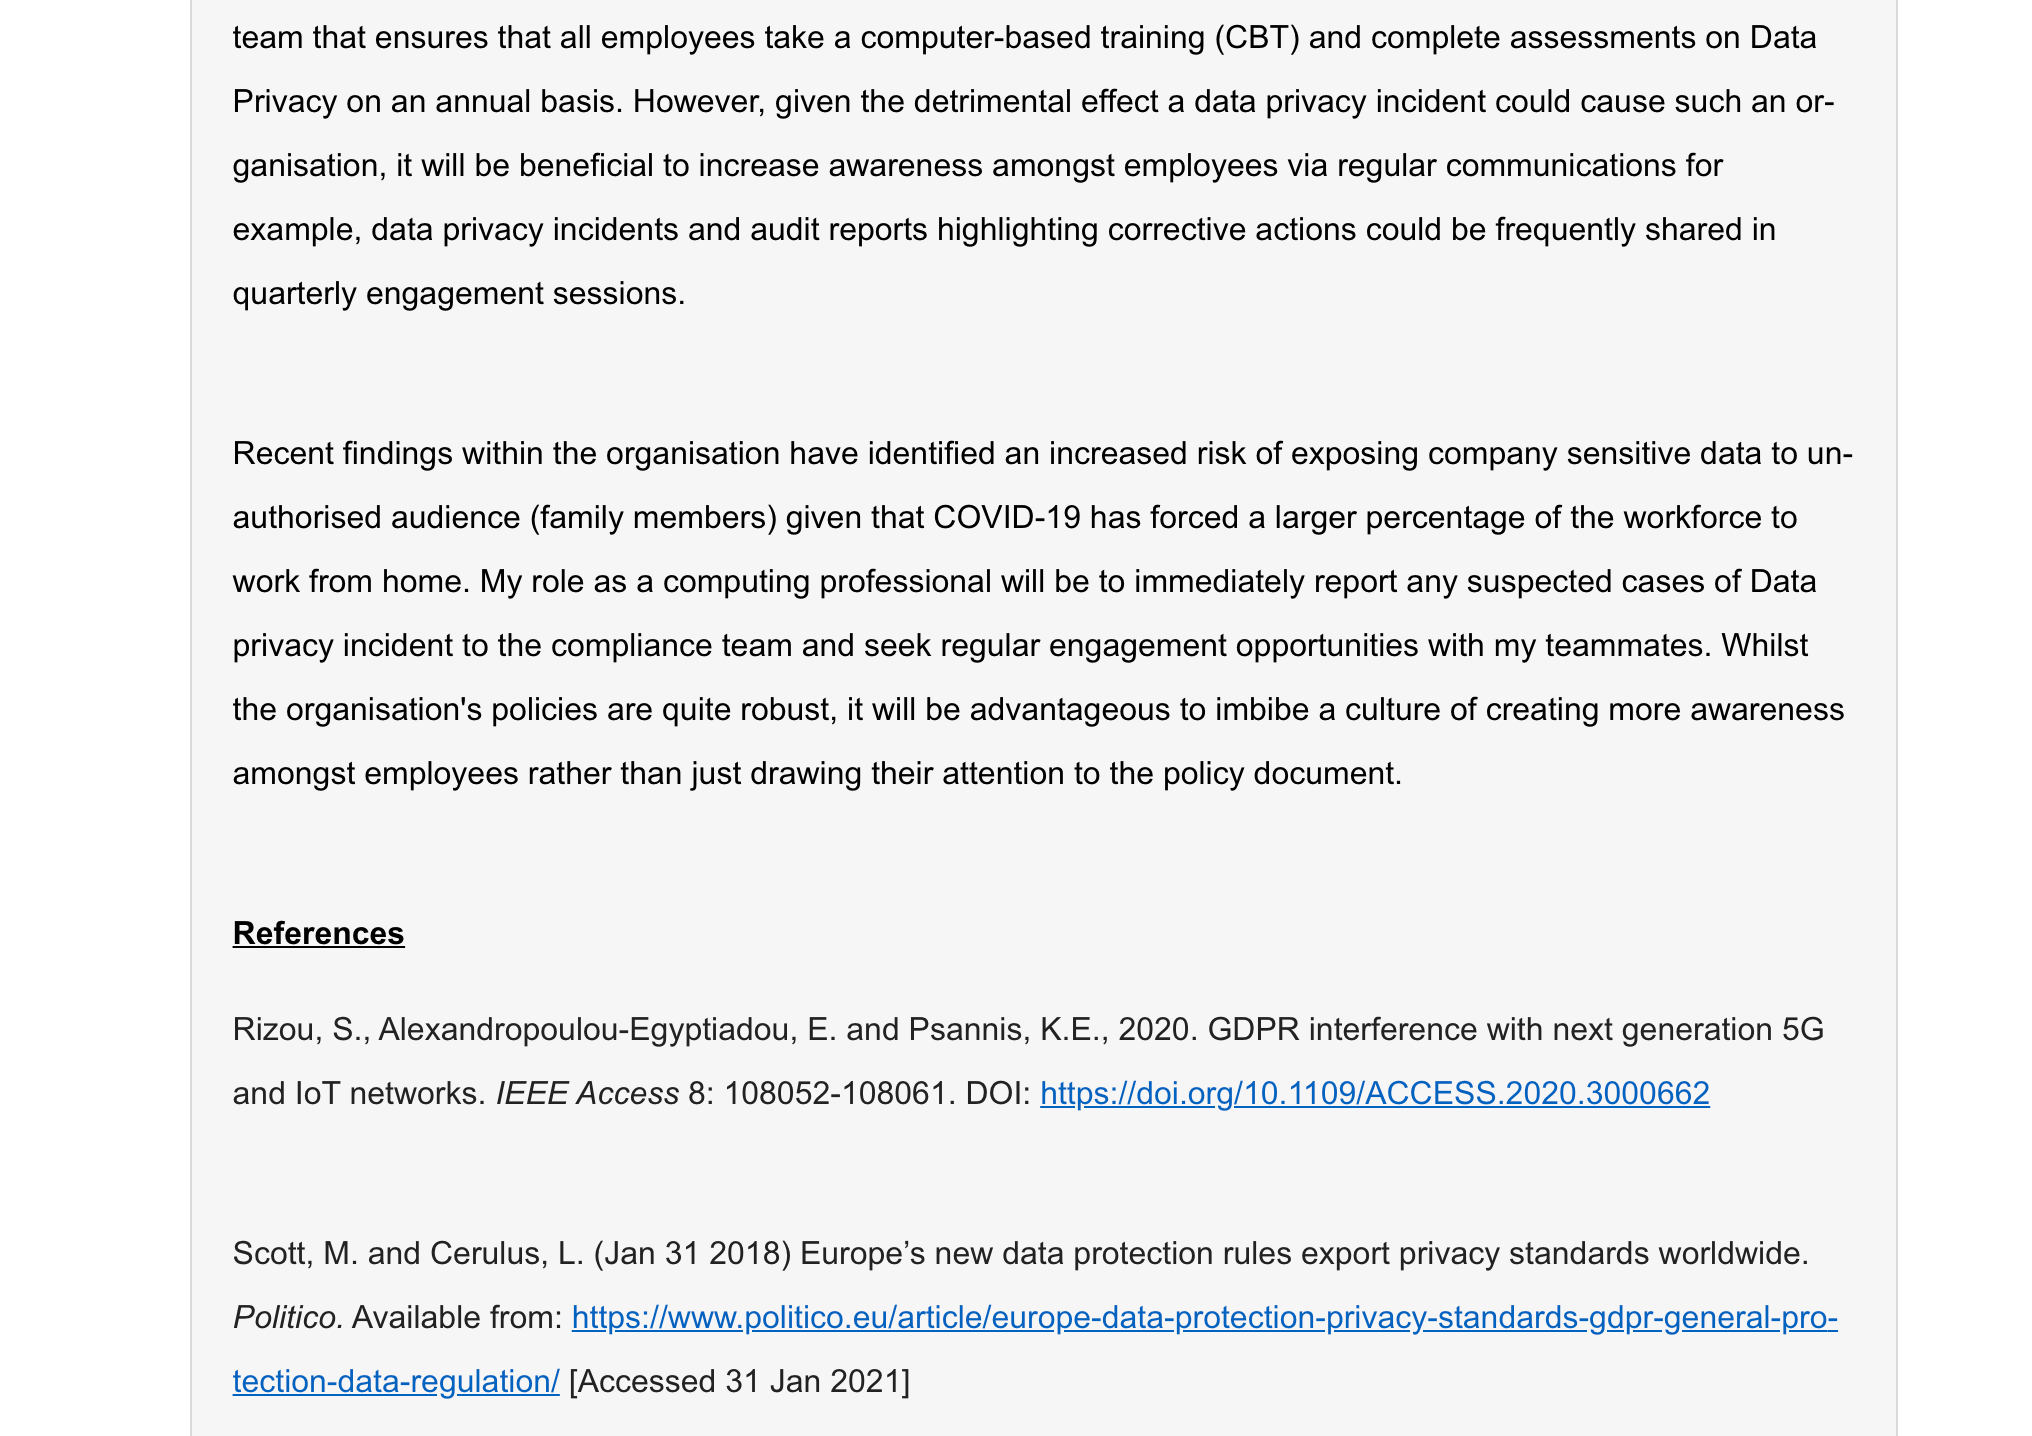 team that ensures that all employees take a computer-based training (CBT) and complete assessments on Data
Privacy on an annual basis. However, given the detrimental effect a data privacy incident could cause such an or-
ganisation, it will be beneficial to increase awareness amongst employees via regular communications for
example, data privacy incidents and audit reports highlighting corrective actions could be frequently shared in
quarterly engagement sessions.
Recent findings within the organisation have identified an increased risk of exposing company sensitive data to un-
authorised audience (family members) given that COVID-19 has forced a larger percentage of the workforce to
work from home. My role as a computing professional will be to immediately report any suspected cases of Data
privacy incident to the compliance team and seek regular engagement opportunities with my teammates. Whilst
the organisation's policies are quite robust, it will be advantageous to imbibe a culture of creating more awareness
amongst employees rather than just drawing their attention to the policy document.
References
Rizou, S., Alexandropoulou-Egyptiadou, E. and Psannis, K.E., 2020. GDPR interference with next generation 5G
and IoT networks. IEEE Access 8: 108052-108061. DOI: https://doi.org/10.1109/ACCESS.2020.3000662
Scott, M. and Cerulus, L. (Jan 31 2018) Europe’s new data protection rules export privacy standards worldwide.
Politico. Available from: https://www.politico.eu/article/europe-data-protection-privacy-standards-gdpr-general-pro-
tection-data-regulation/ [Accessed 31 Jan 2021]